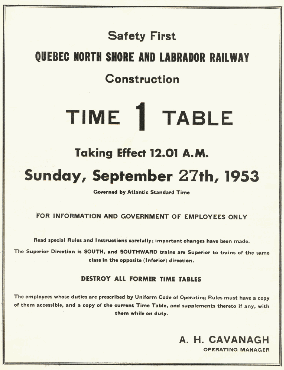 Safety First
QUEBEC NORTH SHORE AND LABRADOR RAILWAY
Construction
TIME 1 TABLE
Taking Effect 12.01 A.M.
Sunday, September 27th, 1953
Governed by Atlantic Standard Time
FOR INFORMATION AND GOVERNMENT OF EMPLOYEES ONLY
Read special Rules and Instructions carefully; important changes have been made.
The Superior Direction is SOUTH, and SOUTHWARD trains are Superior to trains of the same
class in the opposite (Inferior) direction.
DESTROY ALL FORMER TIME TABLES
The employees whose duties are prescribed by Uniform Code of Operating Rules must have a copy
of them accessible, and a copy of the current Time Table, and supplements thereto if any, with
them while on duty.
A. H. CAVANAGH
OPERATING MANAGER